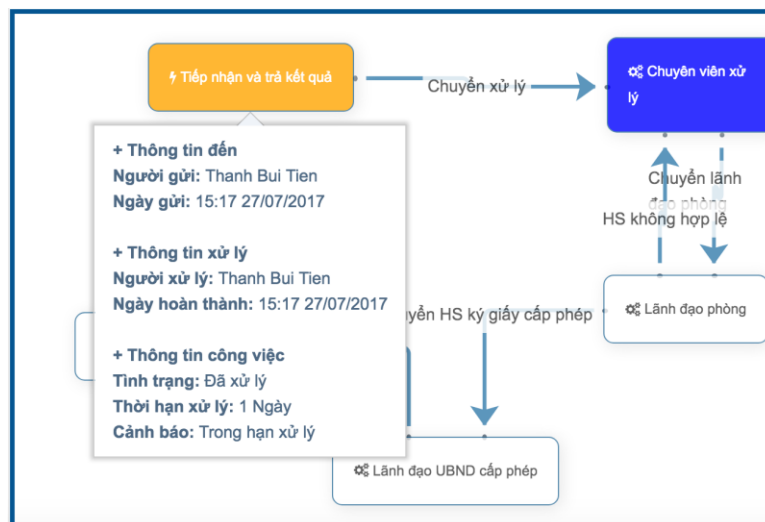 Tiếp nhận và trả kết quả
Chuyển xử lý
Chuyên viên xử
lý
+ Thông tin đến
Người gửi: Thanh Bui Tien
Ngày gửi: 15:17 27/07/2017
+ Thông tin xử lý
Người xử lý: Thanh Bui Tien
Ngày hoàn thành: 15:17 27/07/2017
+ Thông tin công việc
Tình trạng: Đã xử lý
Thời hạn xử lý: 1 Ngày
Cảnh báo: Trong hạn xử lý
Chuyển lãnh
đạo phòng
HS không hợp lệ
HS ký giấy cấp phép
Lãnh đạo phòng
Lãnh đạo UBND cấp phép